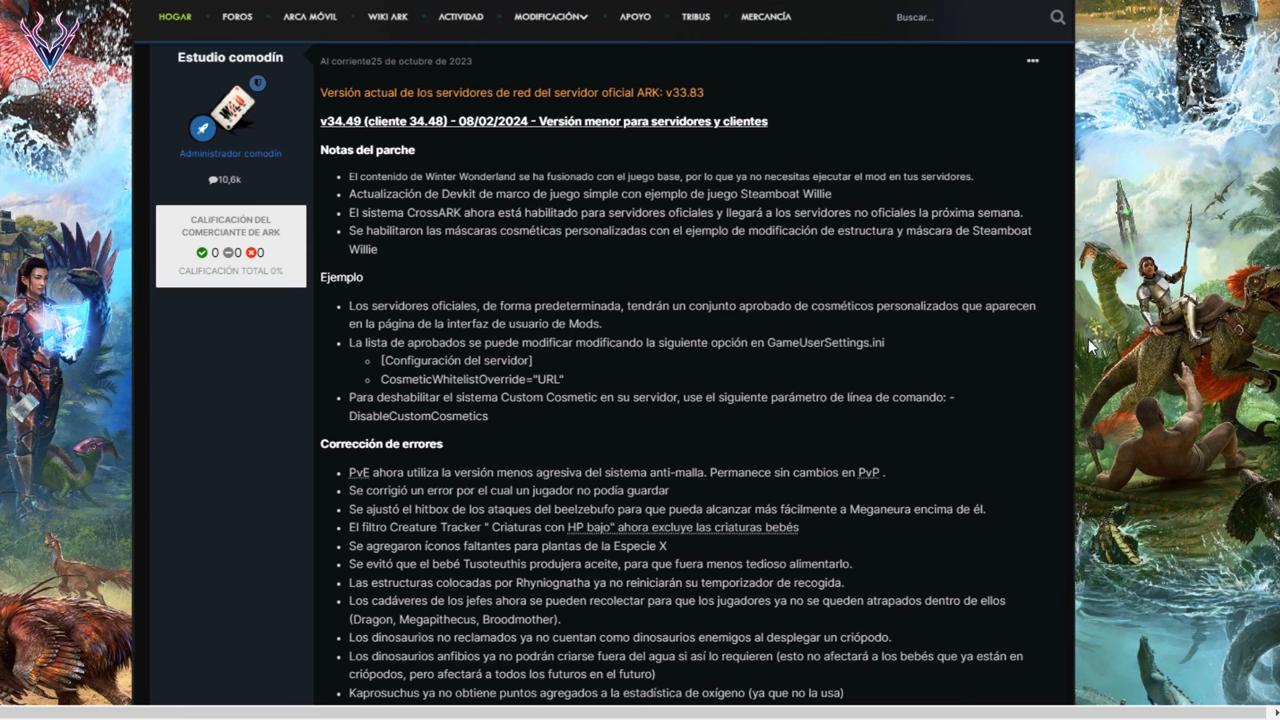 HOGAR
FOROS
ARCA MÓVIL
WIKI ARK
ACTIVIDAD
MODIFICACIÓN
APOYO
TRIBUS
MERCANCÍA
Buscar...
Estudio comodín
Administrador comodín
10,6k
CALIFICACIÓN DEL
COMERCIANTE DE ARK
0 0 0
CALIFICACIÓN TOTAL 0%
Al corriente25 de octubre de 2023
Versión actual de los servidores de red del servidor oficial ARK: v33.83
v34.49 (cliente 34.48) - 08/02/2024 - Versión menor para servidores y clientes
Notas del parche
El contenido de Winter Wonderland se ha fusionado con el juego base, por lo que ya no necesitas ejecutar el mod en tus servidores.
Actualización de Devkit de marco de juego simple con ejemplo de juego Steamboat Willie
El sistema CrossARK ahora está habilitado para servidores oficiales y llegará a los servidores no oficiales la próxima semana.
Se habilitaron las máscaras cosméticas personalizadas con el ejemplo de modificación de estructura y máscara de Steamboat
Willie
Ejemplo
Los servidores oficiales, de forma predeterminada, tendrán un conjunto aprobado de cosméticos personalizados que aparecen
en la página de la interfaz de usuario de Mods.
La lista de aprobados se puede modificar modificando la siguiente opción en GameUserSettings.ini
[Configuración del servidor]
CosmeticWhitelistOverride="URL"
Para deshabilitar el sistema Custom Cosmetic en su servidor, use el siguiente parámetro de línea de comando: -
DisableCustomCosmetics
Corrección de errores
PvE ahora utiliza la versión menos agresiva del sistema anti-malla. Permanece sin cambios en PvP .
Se corrigió un error por el cual un jugador no podía guardar
Se ajustó el hitbox de los ataques del beelzebufo para que pueda alcanzar más fácilmente a Meganeura encima de él.
El filtro Creature Tracker " Criaturas con HP bajo" ahora excluye las criaturas bebés
Se agregaron íconos faltantes para plantas de la Especie X
Se evitó que el bebé Tusoteuthis produjera aceite, para que fuera menos tedioso alimentarlo.
Las estructuras colocadas por Rhyniognatha ya no reiniciarán su temporizador de recogida.
Los cadáveres de los jefes ahora se pueden recolectar para que los jugadores ya no se queden atrapados dentro de ellos
(Dragon, Megapithecus, Broodmother).
Los dinosaurios no reclamados ya no cuentan como dinosaurios enemigos al desplegar un criópodo.
Los dinosaurios anfibios ya no podrán criarse fuera del agua si así lo requieren (esto no afectará a los bebés que ya están en
criópodos, pero afectará a todos los futuros en el futuro)
Kaprosuchus ya no obtiene puntos agregados a la estadística de oxígeno (ya que no la usa)